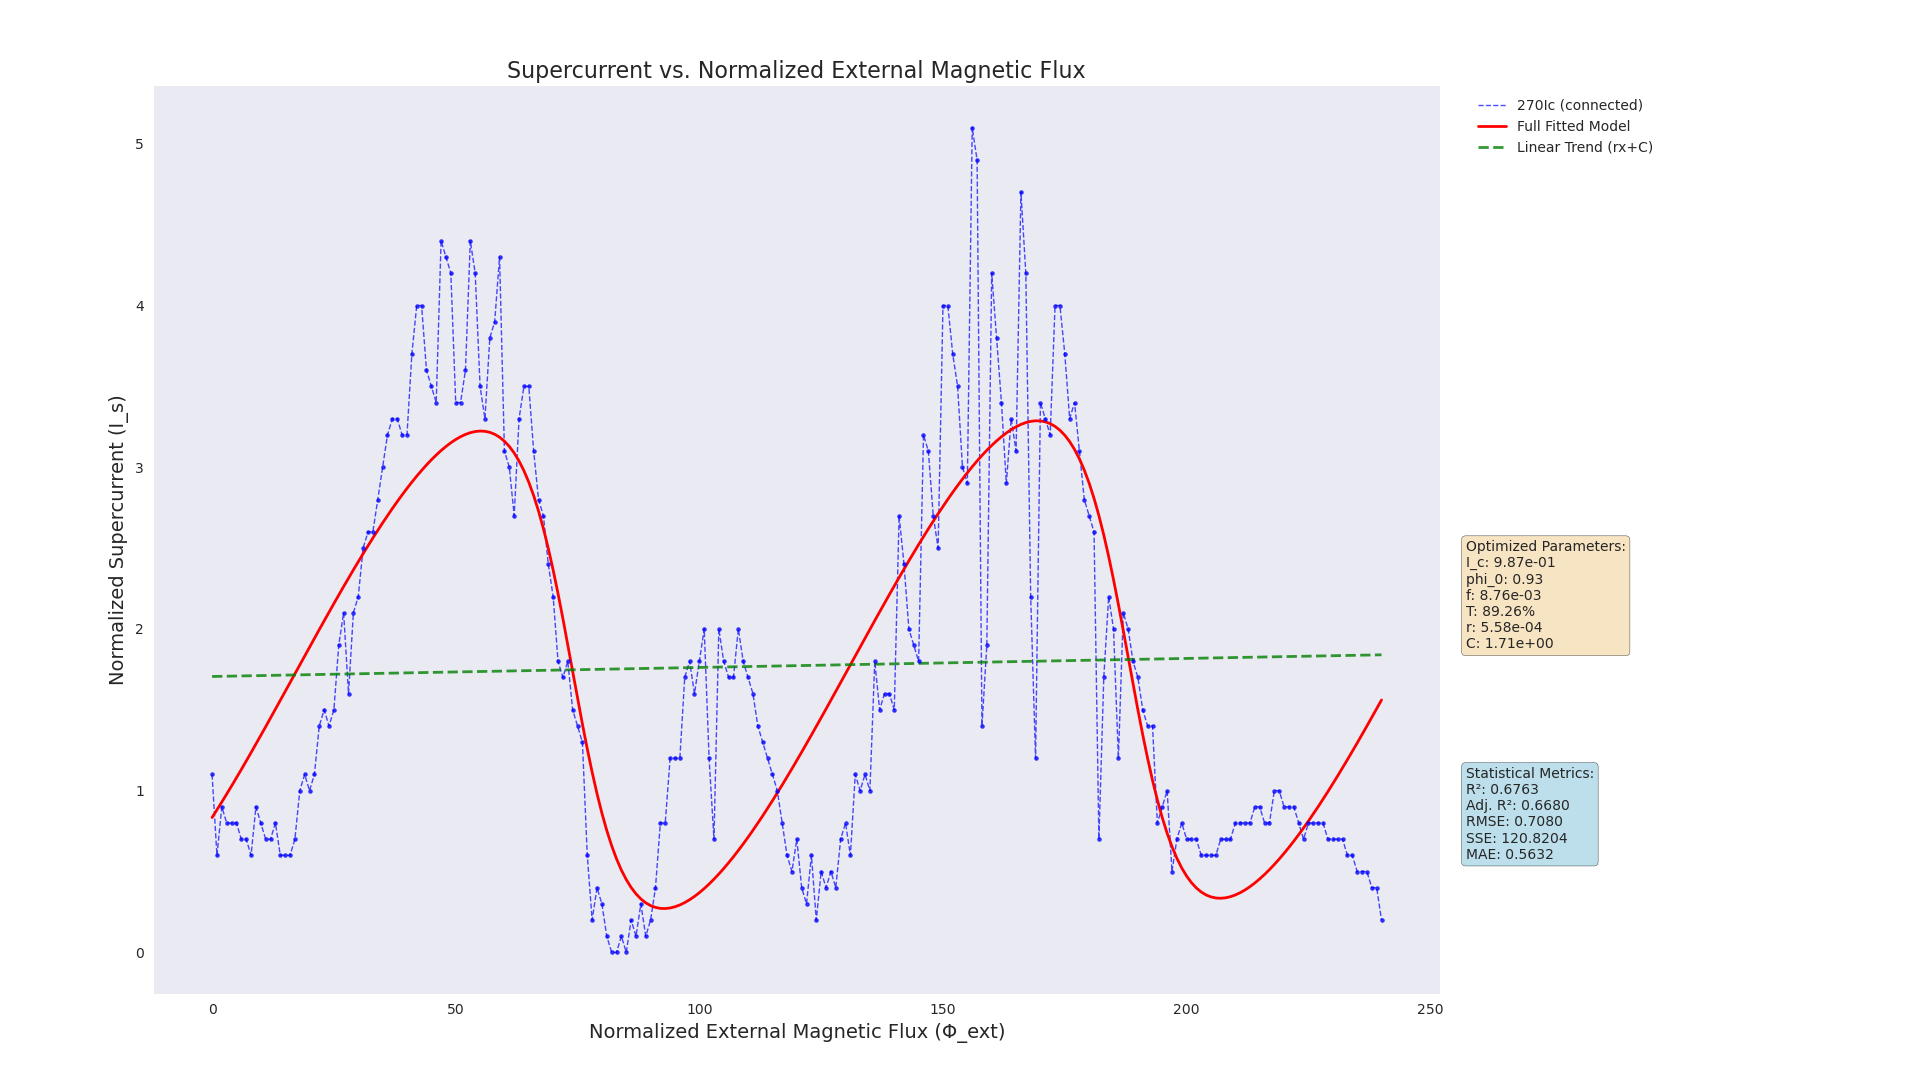 Supercurrent vs. Normalized External Magnetic Flux
270Ic (connected)
Full Fitted Model
Linear Trend (rx+C)
5
4
3
2
1
0
Normalized Supercurrent (I_s)
0 50 100 150 200 250
Normalized External Magnetic Flux (Φ_ext)
Optimized Parameters:
I_c: 9.87e-01
phi_0: 0.93
f: 8.76e-03
T: 89.26%
r: 5.58e-04
C: 1.71e+00
Statistical Metrics:
R²: 0.6763
Adj. R²: 0.6680
RMSE: 0.7080
SSE: 120.8204
MAE: 0.5632